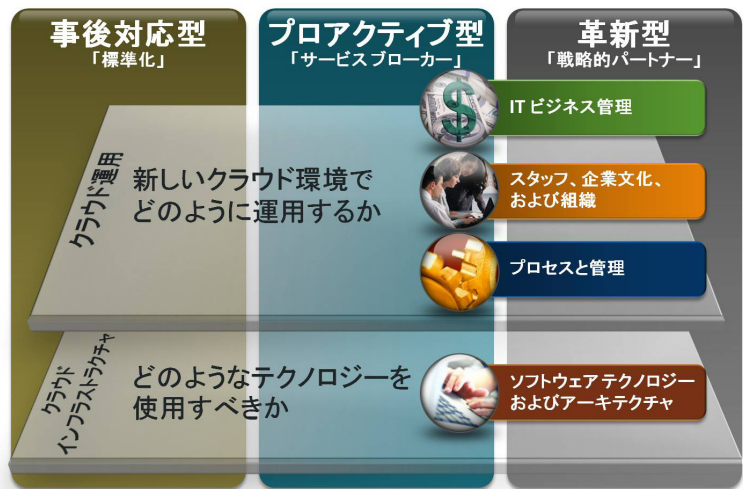 事後対応型
「標準化」
プロアクティブ型
「サービスブローカー」
革新型
「戦略的パートナー」
クラウド運用
新しいクラウド環境で
どのように運用するか
IT ビジネス管理
スタッフ、企業文化、
および組織
プロセスと管理
クラウド
インフラストラクチャ
どのようなテクノロジーを
使用すべきか
ソフトウェアテクノロジー
およびアーキテクチャ